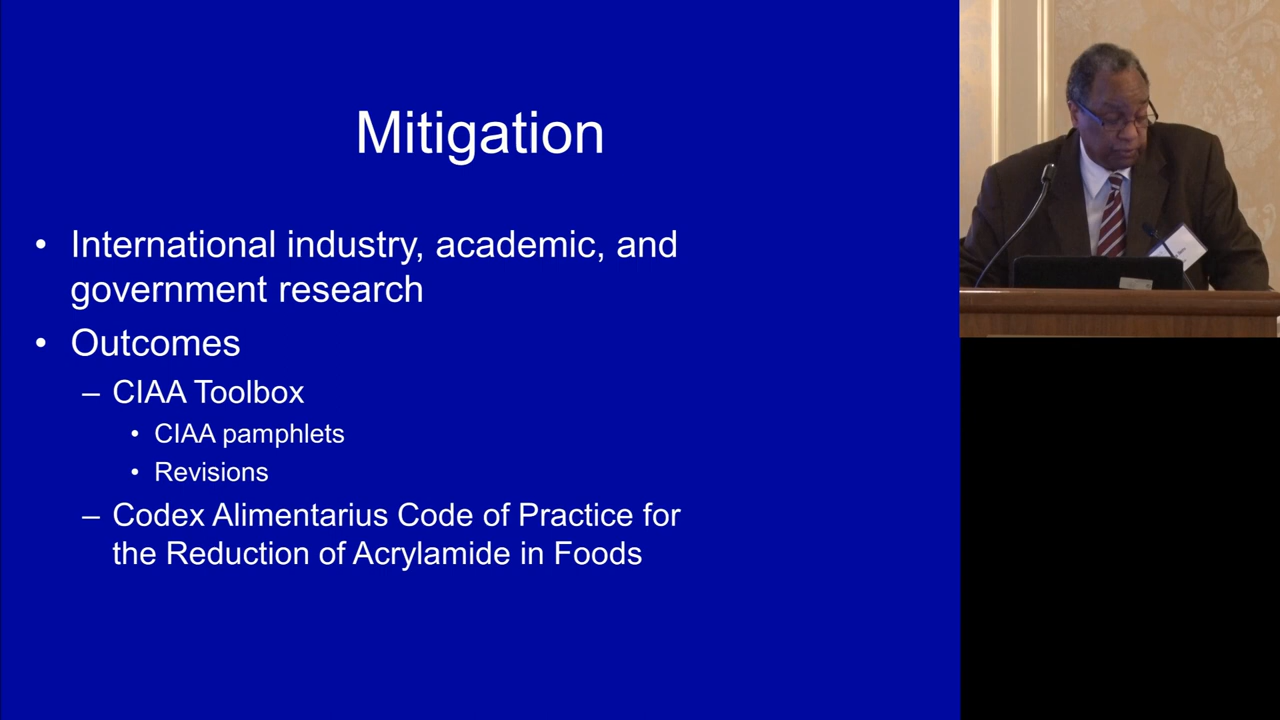 Mitigation
• International industry, academic, and
government research
• Outcomes
– CIAA Toolbox
• CIAA pamphlets
• Revisions
– Codex Alimentarius Code of Practice for
the Reduction of Acrylamide in Foods